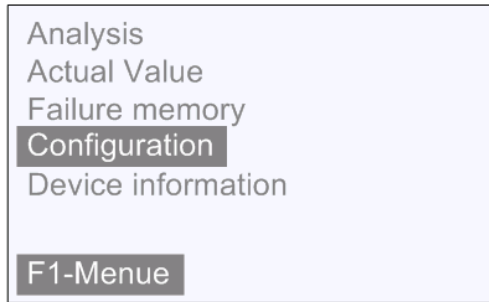 Analysis
Actual Value
Failure memory
Configuration
Device information
F1-Menue